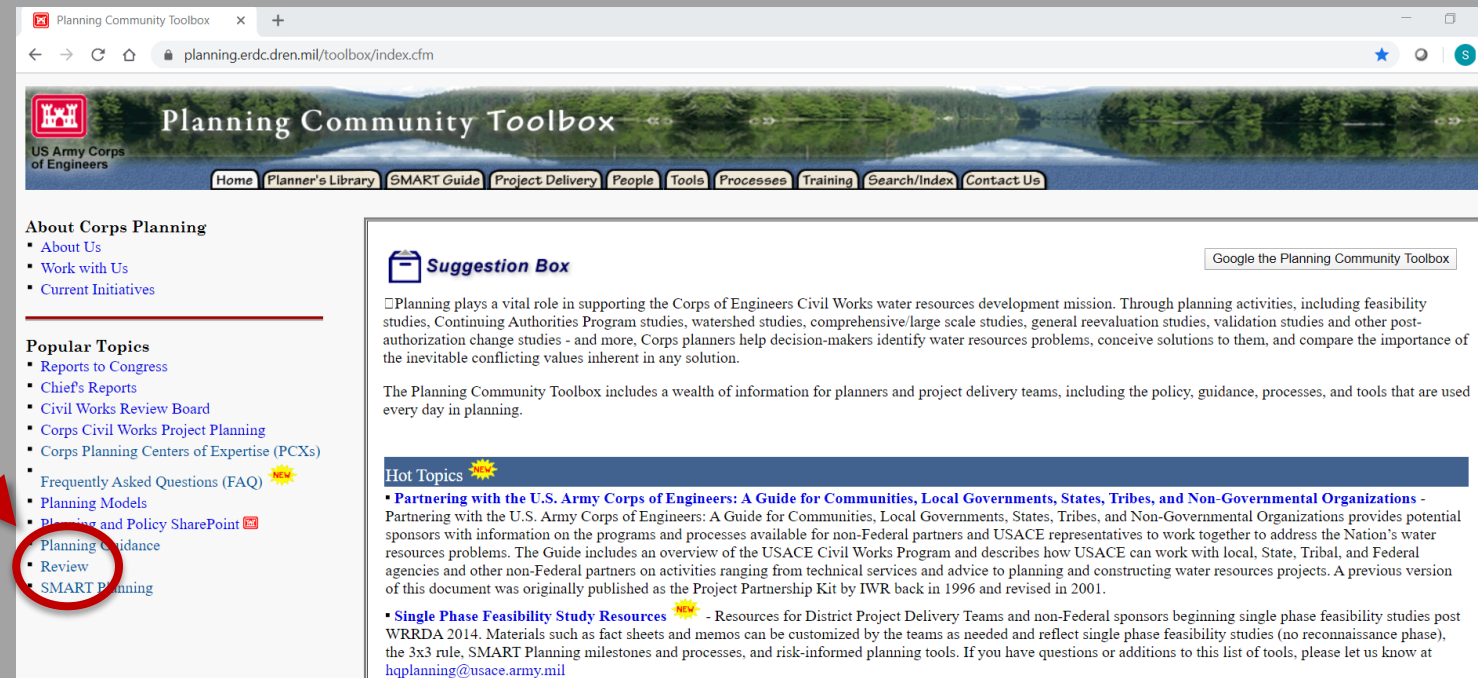 Planning Community Toolbox
planning.erdc.dren.mil/toolbox/index.cfm
S
US Army Corps
of Engineers
Planning Community Toolbox
Home Planner's Library SMART Guide Project Delivery People Tools Processes Training Search/Index Contact Us
About Corps Planning
About Us
Work with Us
Current Initiatives
Popular Topics
Reports to Congress
Chief's Reports
Civil Works Review Board
Corps Civil Works Project Planning
Corps Planning Centers of Expertise (PCXs)
Frequently Asked Questions (FAQ) NEW
Planning Models
Planning and Policy SharePoint
Planning Guidance
Review
SMART Planning
Suggestion Box
Google the Planning Community Toolbox
Planning plays a vital role in supporting the Corps of Engineers Civil Works water resources development mission. Through planning activities, including feasibility
studies, Continuing Authorities Program studies, watershed studies, comprehensive/large scale studies, general reevaluation studies, validation studies and other post-
authorization change studies - and more, Corps planners help decision-makers identify water resources problems, conceive solutions to them, and compare the importance of
the inevitable conflicting values inherent in any solution.
The Planning Community Toolbox includes a wealth of information for planners and project delivery teams, including the policy, guidance, processes, and tools that are used
every day in planning.
Hot Topics NEW
Partnering with the U.S. Army Corps of Engineers: A Guide for Communities, Local Governments, States, Tribes, and Non-Governmental Organizations -
Partnering with the U.S. Army Corps of Engineers: A Guide for Communities, Local Governments, States, Tribes, and Non-Governmental Organizations provides potential
sponsors with information on the programs and processes available for non-Federal partners and USACE representatives to work together to address the Nation's water
resources problems. The Guide includes an overview of the USACE Civil Works Program and describes how USACE can work with local, State, Tribal, and Federal
agencies and other non-Federal partners on activities ranging from technical services and advice to planning and constructing water resources projects. A previous version
of this document was originally published as the Project Partnership Kit by IWR back in 1996 and revised in 2001.
Single Phase Feasibility Study Resources NEW - Resources for District Project Delivery Teams and non-Federal sponsors beginning single phase feasibility studies post
WRRDA 2014. Materials such as fact sheets and memos can be customized by the teams as needed and reflect single phase feasibility studies (no reconnaissance phase),
the 3x3 rule, SMART Planning milestones and processes, and risk-informed planning tools. If you have questions or additions to this list of tools, please let us know at
hqplanning@usace.army.mil